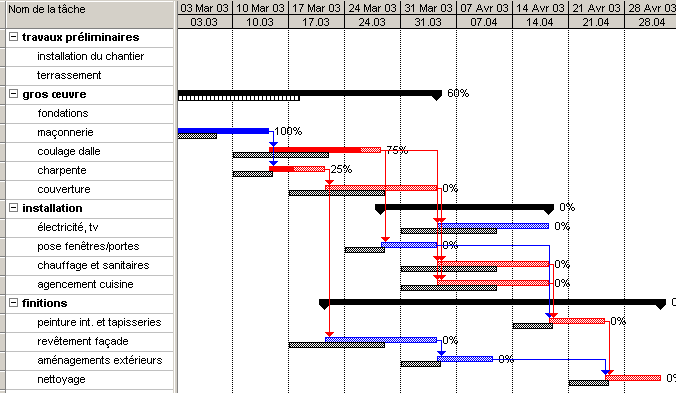 Nom de la tâche
03 Mar 03 10 Mar 03 17 Mar 03 24 Mar 03 31 Mar 03 07 Avr 03 14 Avr 03 21 Avr 03 28 Avr 03
03.03 10.03 17.03 24.03 31.03 07.04 14.04 21.04 28.04
travaux préliminaires
installation du chantier
terrassement
gros œuvre 60%
fondations
maçonnerie 100%
coulage dalle 75%
charpente 25%
couverture 0%
installation 0%
électricité, tv 0%
pose fenêtres/portes 0%
chauffage et sanitaires 0%
agencement cuisine 0%
finitions 0
peinture int. et tapisseries 0%
revêtement façade 0%
aménagements extérieurs 0%
nettoyage 0%